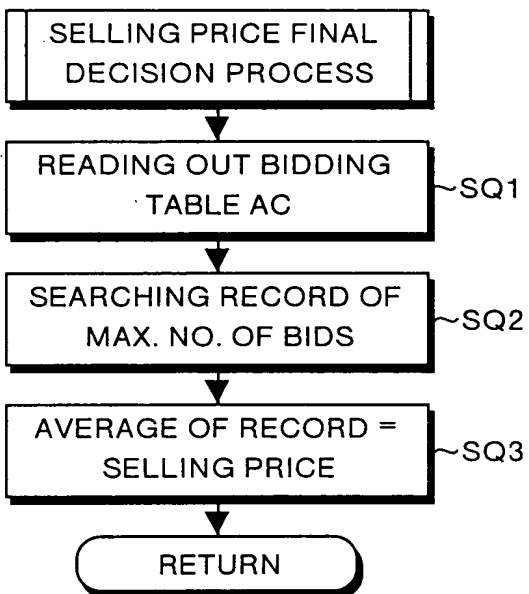 SELLING PRICE FINAL
DECISION PROCESS
READING OUT BIDDING
TABLE AC
~SQ1
SEARCHING RECORD OF
MAX. NO. OF BIDS
~SQ2
AVERAGE OF RECORD =
SELLING PRICE
~SQ3
RETURN